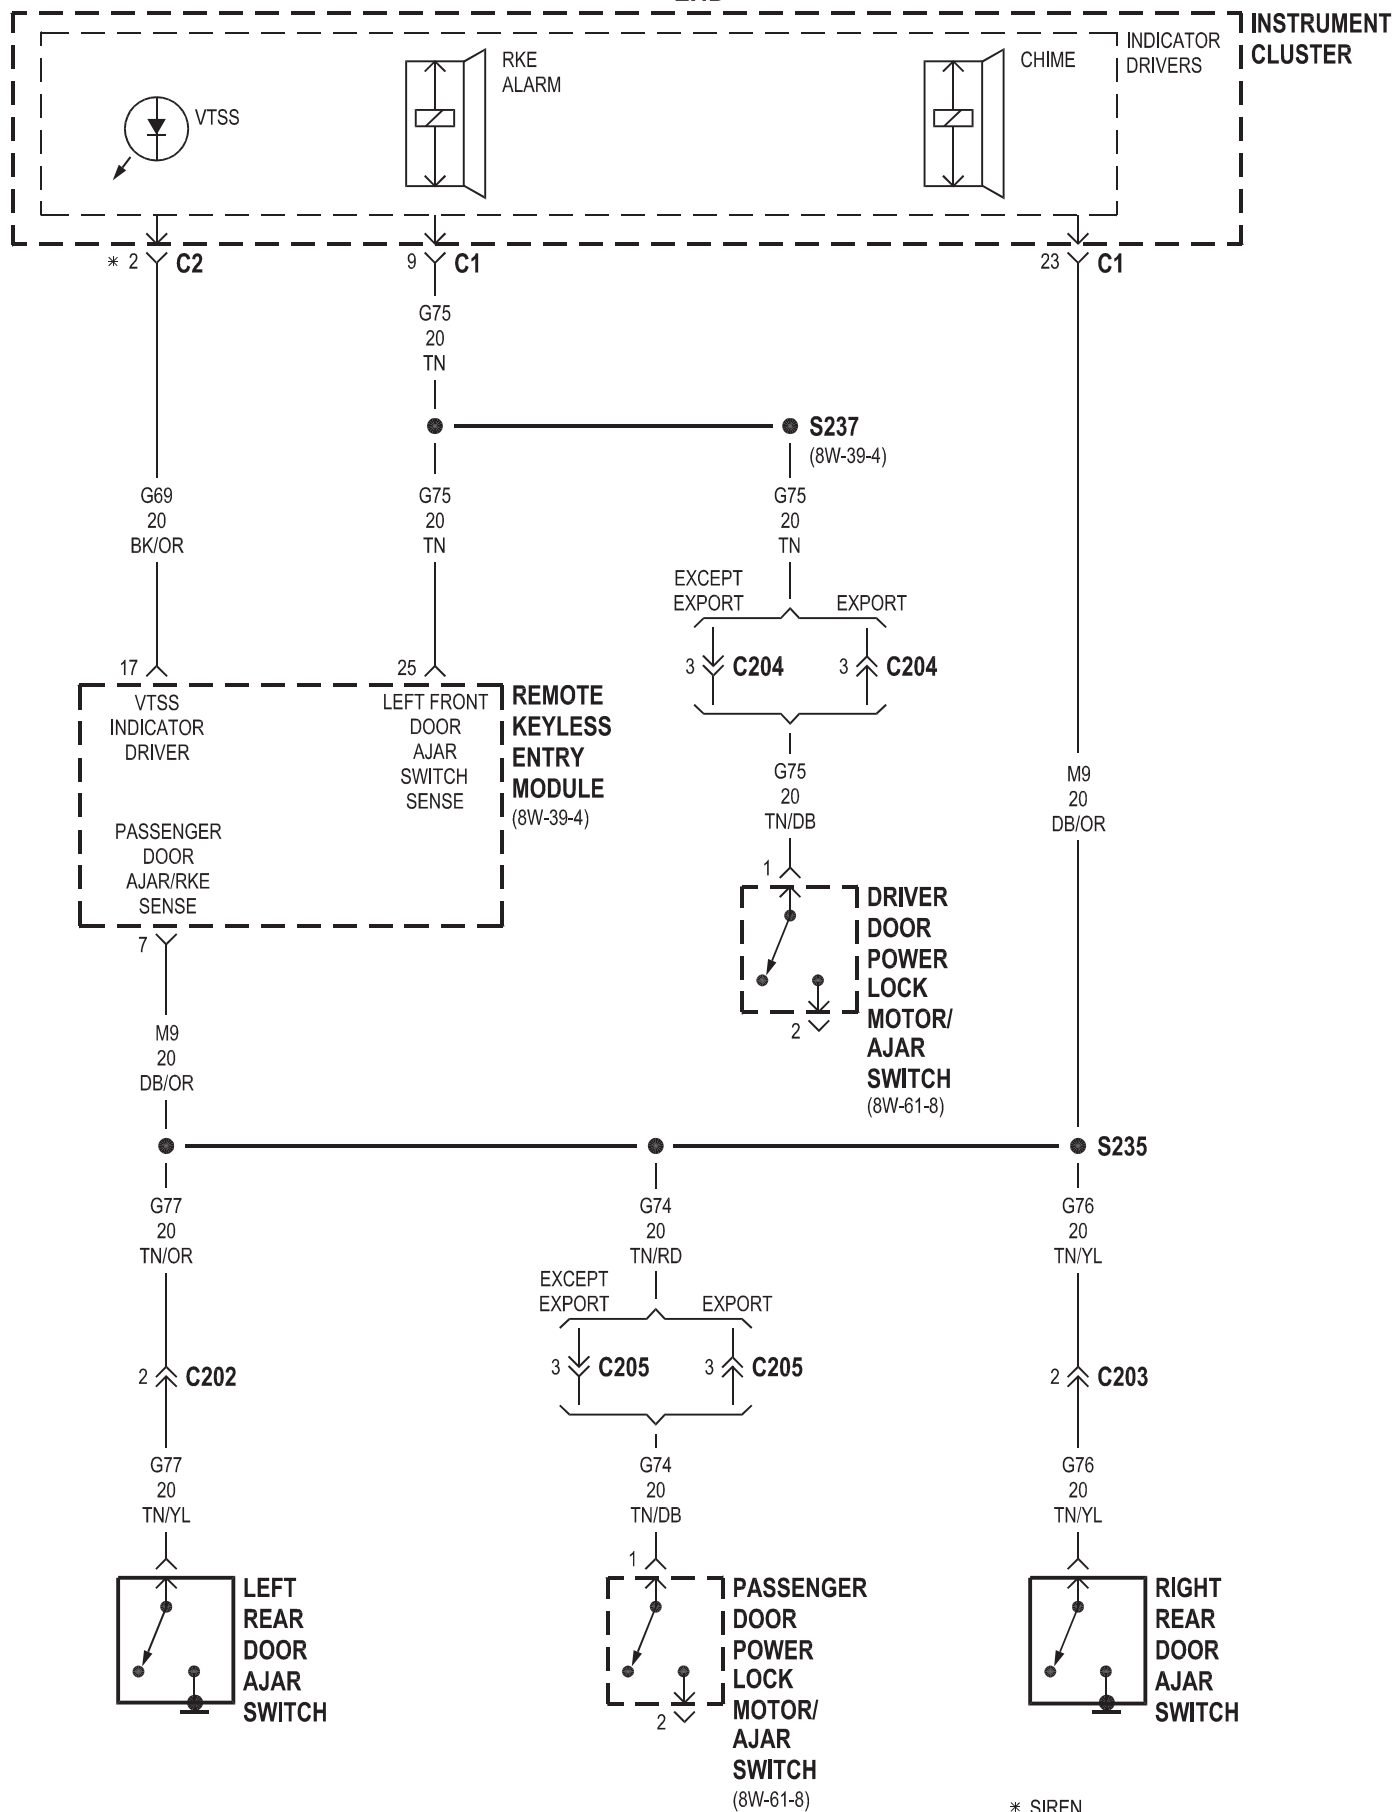 INSTRUMENT
CLUSTER
INDICATOR
DRIVERS
VTSS
RKE
ALARM
CHIME
* 2 C2
9 C1
23 C1
G75
20
TN
S237
(8W-39-4)
G69
20
BK/OR
G75
20
TN
G75
20
TN
EXCEPT
EXPORT
EXPORT
3 C204
3 C204
17
25
VTSS
INDICATOR
DRIVER
LEFT FRONT
DOOR
AJAR
SWITCH
SENSE
REMOTE
KEYLESS
ENTRY
MODULE
(8W-39-4)
PASSENGER
DOOR
AJAR/RKE
SENSE
G75
20
TN/DB
M9
20
DB/OR
1
DRIVER
DOOR
POWER
LOCK
MOTOR/
AJAR
SWITCH
(8W-61-8)
2
7
M9
20
DB/OR
S235
G77
20
TN/OR
G74
20
TN/RD
G76
20
TN/YL
EXCEPT
EXPORT
EXPORT
2 C202
3 C205
3 C205
2 C203
G77
20
TN/YL
G74
20
TN/DB
G76
20
TN/YL
LEFT
REAR
DOOR
AJAR
SWITCH
1
PASSENGER
DOOR
POWER
LOCK
MOTOR/
AJAR
SWITCH
(8W-61-8)
2
RIGHT
REAR
DOOR
AJAR
SWITCH
* SIREN